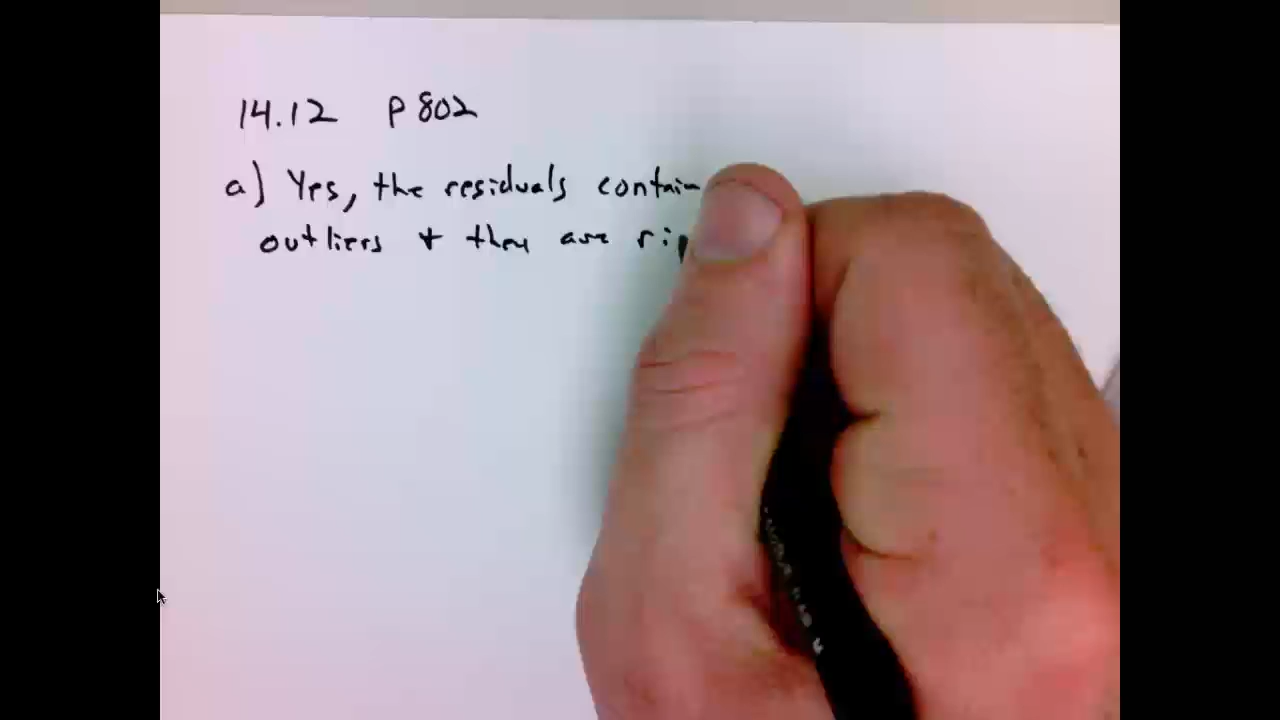 14.12 p 802
a) Yes, the residuals contain
outliers + they are